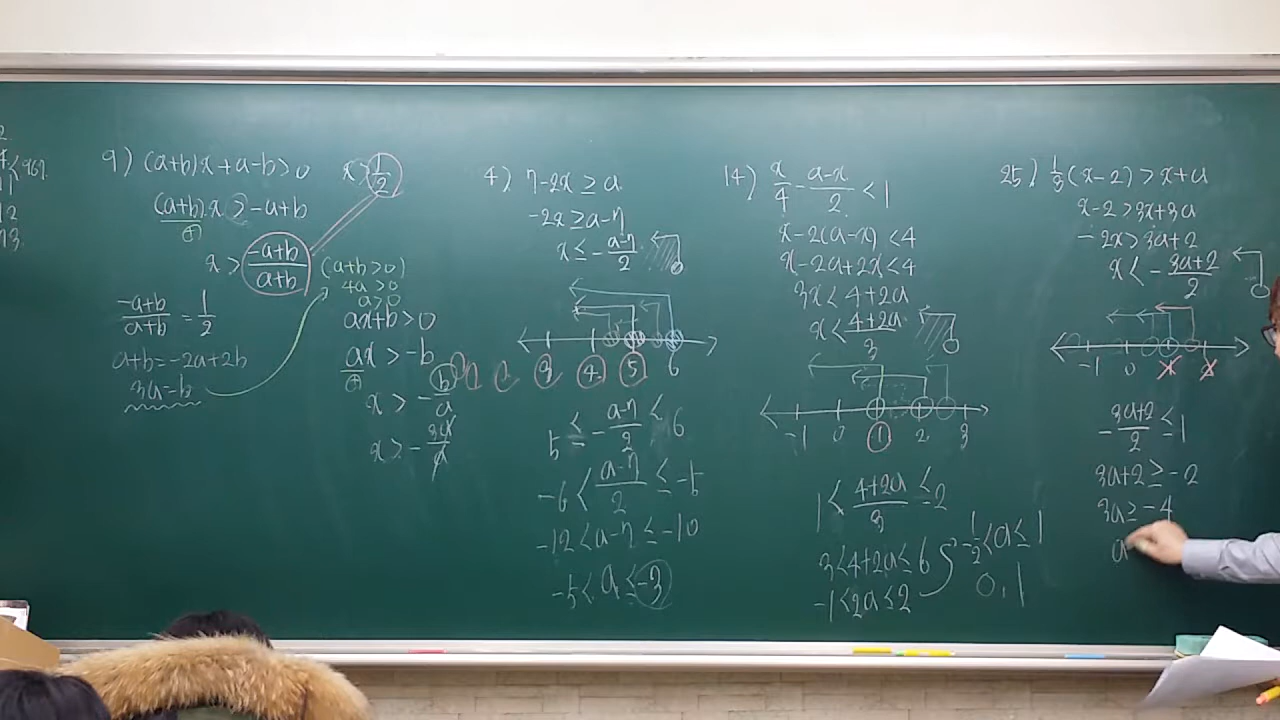 9) (a+b)x+a-b>0
x>1/2
(a+b)x>-a+b
⊕
x>(-a+b)/(a+b)
(a+b>0)
4a>0
a>0
(-a+b)/(a+b)=1/2
a+b=-2a+2b
3a=b
ax+b>0
ax>-b
⊕
x>-b/a
x>-3a/a
4) 7-2x≥a
-2x≥a-7
x≤-(a-7)/2
3 4 5 6
5≤-(a-7)/2≤6
-6<(a-7)/2≤-5
-12<a-7≤-10
-5<a≤-3
14) x/4-(a-x)/2<1
x-2(a-x)<4
x-2a+2x<4
3x<4+2a
x<(4+2a)/3
-1 0 1 2 3
1<(4+2a)/3≤2
3<4+2a≤6
-1<2a≤2
-1/2<a≤1
0,1
25) 1/3(x-2)>x+a
x-2>3x+3a
-2x>3a+2
x<-(3a+2)/2
-1 0
-(3a+2)/2≤1
3a+2≥-2
3a≥-4
a